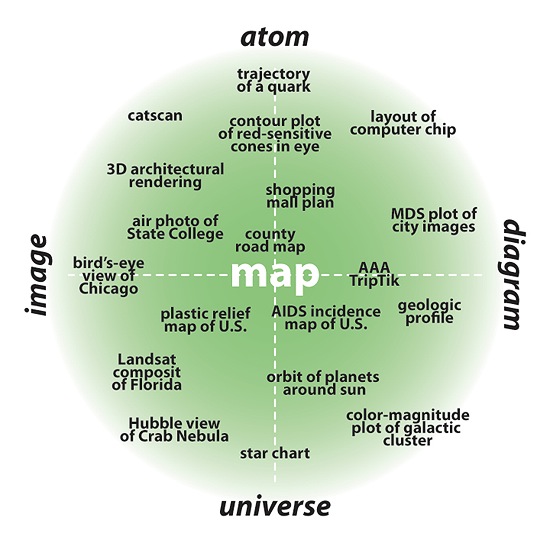 atom
trajectory
of a quark
catscan
contour plot
of red-sensitive
cones in eye
layout of
computer chip
3D architectural
rendering
shopping
mall plan
air photo of
State College
county
road map
MDS plot of
city images
image
bird's-eye
view of
Chicago
map
AAA
TripTik
diagram
plastic relief
map of U.S.
AIDS incidence
map of U.S.
geologic
profile
Landsat
composit
of Florida
orbit of planets
around sun
Hubble view
of Crab Nebula
color-magnitude
plot of galactic
cluster
star chart
universe